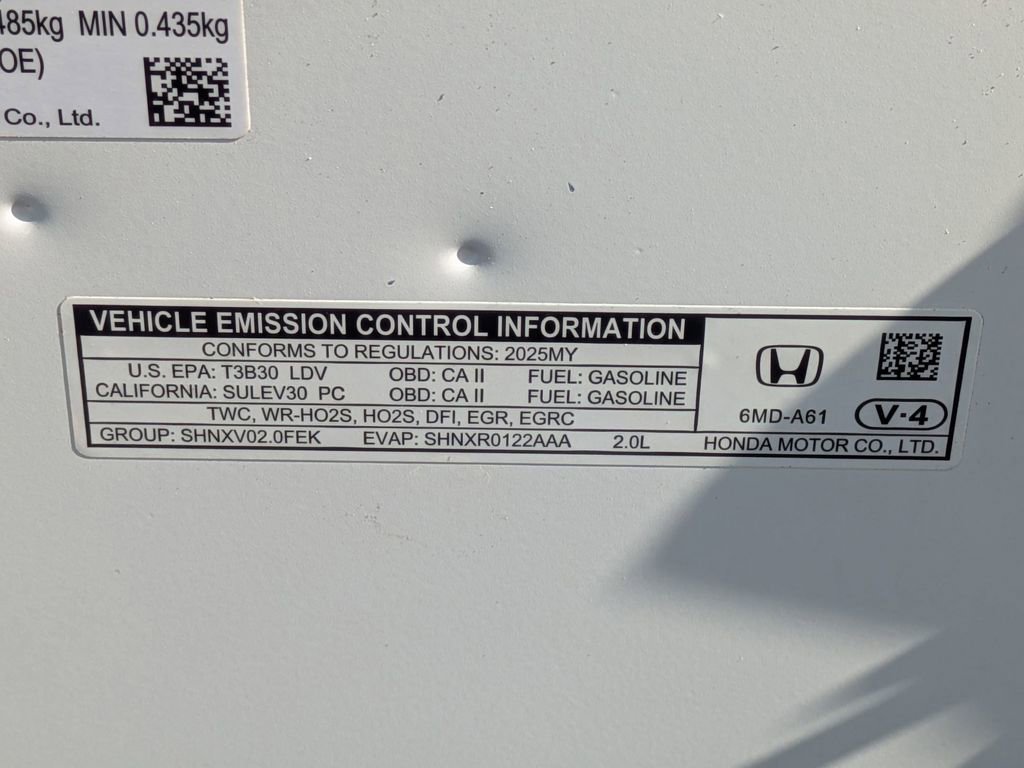 485kg MIN 0.435kg
OE)
Co., Ltd.
VEHICLE EMISSION CONTROL INFORMATION
CONFORMS TO REGULATIONS: 2025MY
U.S. EPA: T3B30 LDV OBD: CA II FUEL: GASOLINE
CALIFORNIA: SULEV30 PC OBD: CA II FUEL: GASOLINE
TWC, WR-HO2S, HO2S, DFI, EGR, EGRC
GROUP: SHNXV02.0FEK EVAP: SHNXR0122AAA 2.0L
6MD-A61 V-4
HONDA MOTOR CO., LTD.